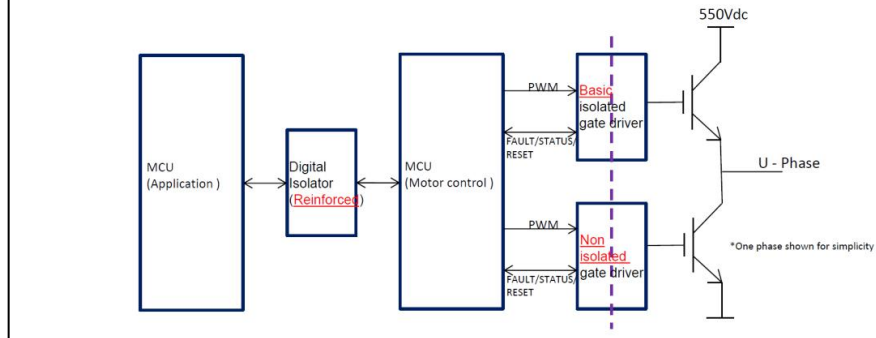 550Vdc
MCU
(Application )
Digital
Isolator
(Reinforced)
MCU
(Motor control )
PWM
FAULT/STATUS/
RESET
Basic
isolated
gate driver
U - Phase
PWM
FAULT/STATUS/
RESET
Non
isolated
gate driver
*One phase shown for simplicity